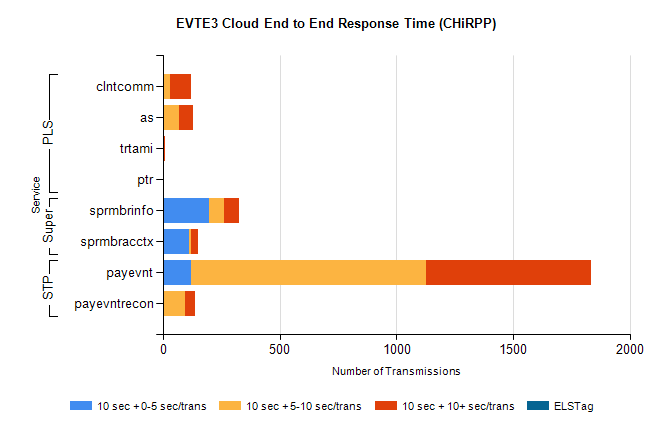 EVTE3 Cloud End to End Response Time (CHiRPP)
Service
PLS
clntcomm
as
trtami
ptr
Super
sprmbrinfo
sprmbracctx
STP
payevnt
payevntrecon
0 500 1000 1500 2000
Number of Transmissions
10 sec +0-5 sec/trans 10 sec +5-10 sec/trans 10 sec + 10+ sec/trans ELSTag